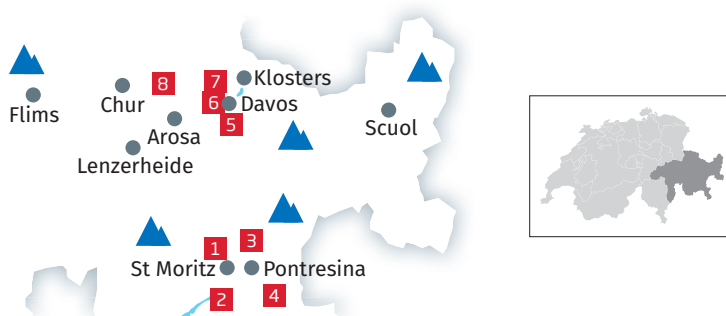 7 Klosters
8
Flims
Chur
6 Davos
Arosa
5
Scuol
Lenzerheide
1
3
St Moritz
Pontresina
2
4